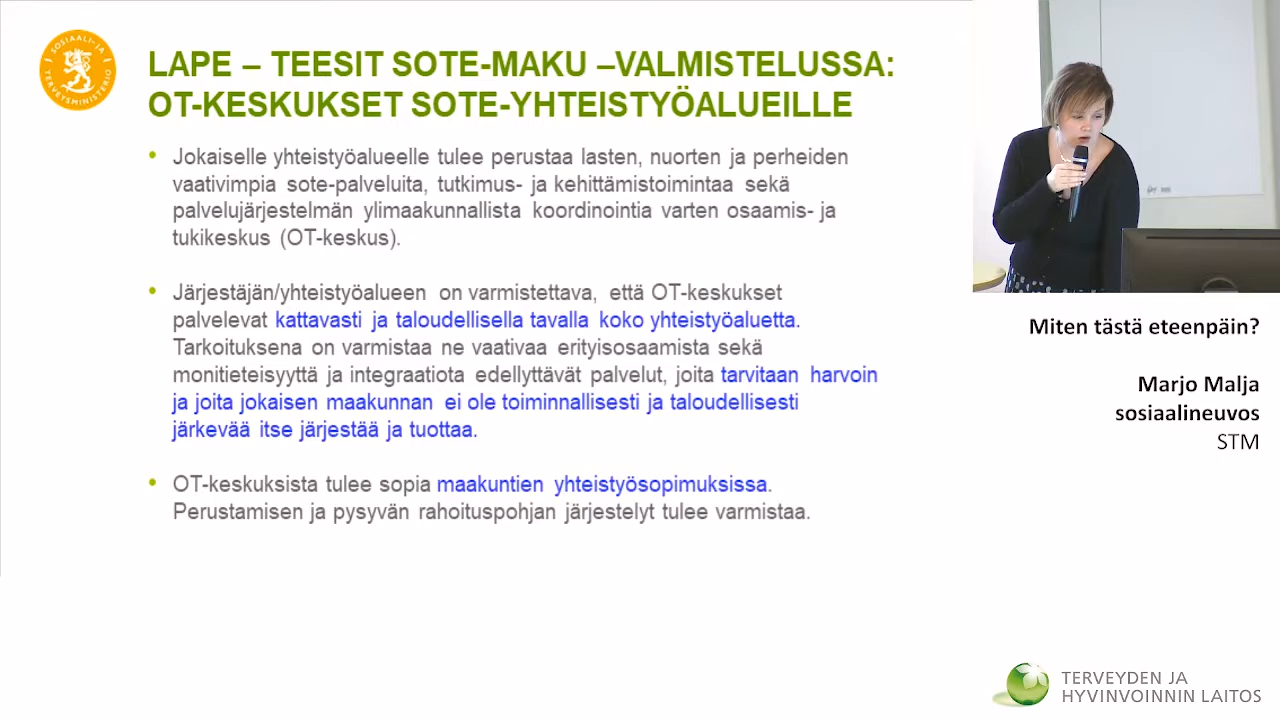 SOSIAALI- JA TERVEYSMINISTERIÖ
LAPE – TEESIT SOTE-MAKU –VALMISTELUSSA:
OT-KESKUKSET SOTE-YHTEISTYÖALUEILLE
• Jokaiselle yhteistyöalueelle tulee perustaa lasten, nuorten ja perheiden
vaativimpia sote-palveluita, tutkimus- ja kehittämistoimintaa sekä
palvelujärjestelmän ylimaakunnallista koordinointia varten osaamis- ja
tukikeskus (OT-keskus).
• Järjestäjän/yhteistyöalueen on varmistettava, että OT-keskukset
palvelevat kattavasti ja taloudellisella tavalla koko yhteistyöaluetta.
Tarkoituksena on varmistaa ne vaativaa erityisosaamista sekä
monitieteisyyttä ja integraatiota edellyttävät palvelut, joita tarvitaan harvoin
ja joita jokaisen maakunnan ei ole toiminnallisesti ja taloudellisesti
järkevää itse järjestää ja tuottaa.
• OT-keskuksista tulee sopia maakuntien yhteistyösopimuksissa.
Perustamisen ja pysyvän rahoituspohjan järjestelyt tulee varmistaa.
Miten tästä eteenpäin?
Marjo Malja
sosiaalineuvos
STM
TERVEYDEN JA
HYVINVOINNIN LAITOS